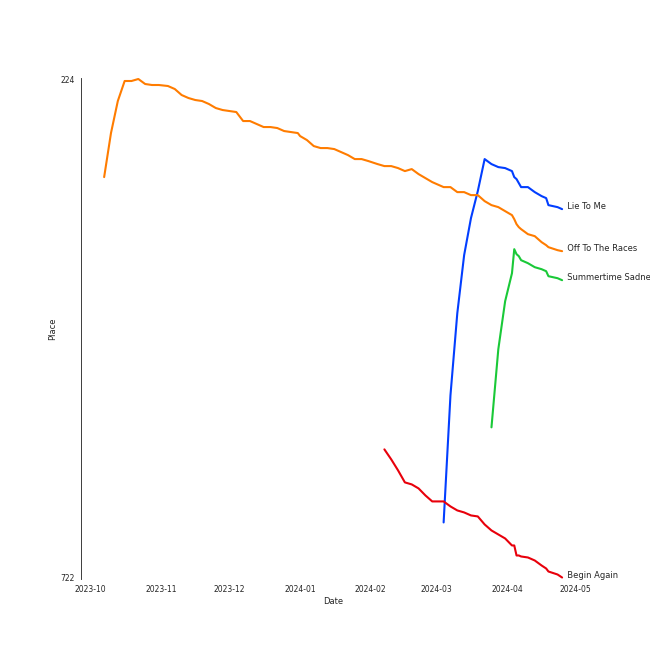 224
Lie To Me
Off To The Races
Summertime Sadne
Place
Begin Again
722
2023-10 2023-11 2023-12 2024-01 2024-02 2024-03 2024-04 2024-05
Date